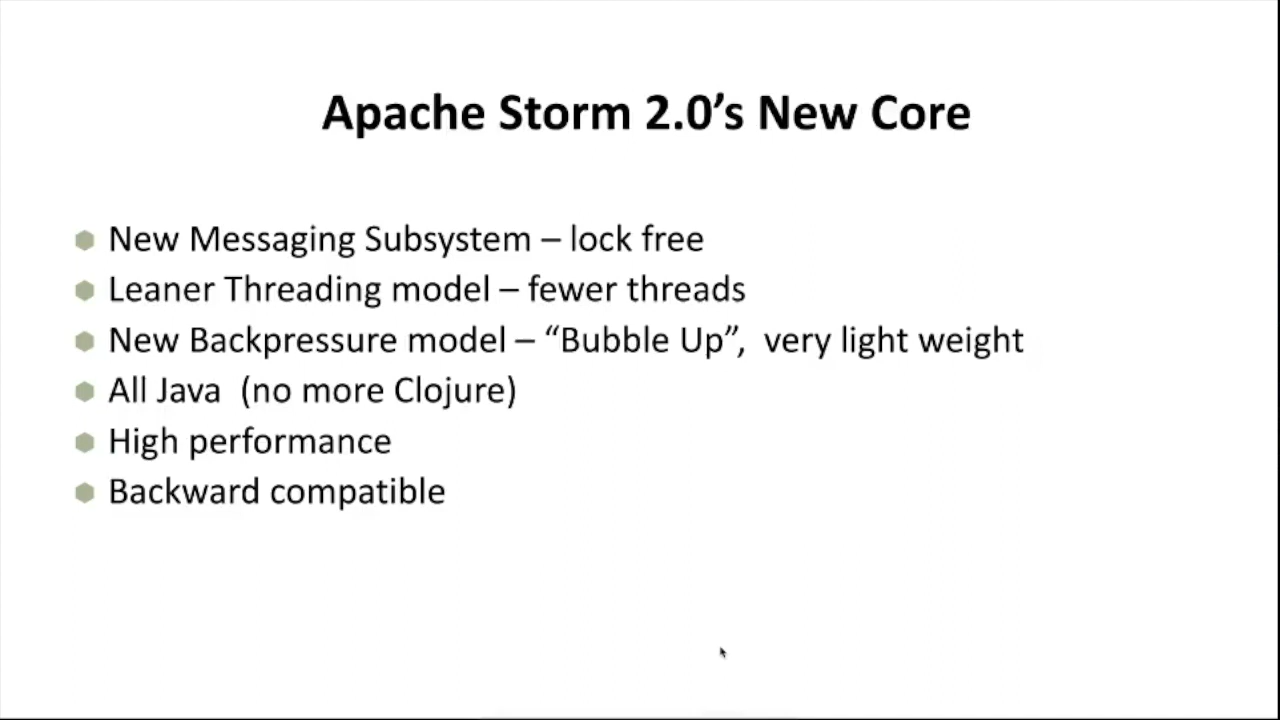 Apache Storm 2.0’s New Core
New Messaging Subsystem – lock free
Leaner Threading model – fewer threads
New Backpressure model – “Bubble Up”,  very light weight
All Java  (no more Clojure)
High performance
Backward compatible